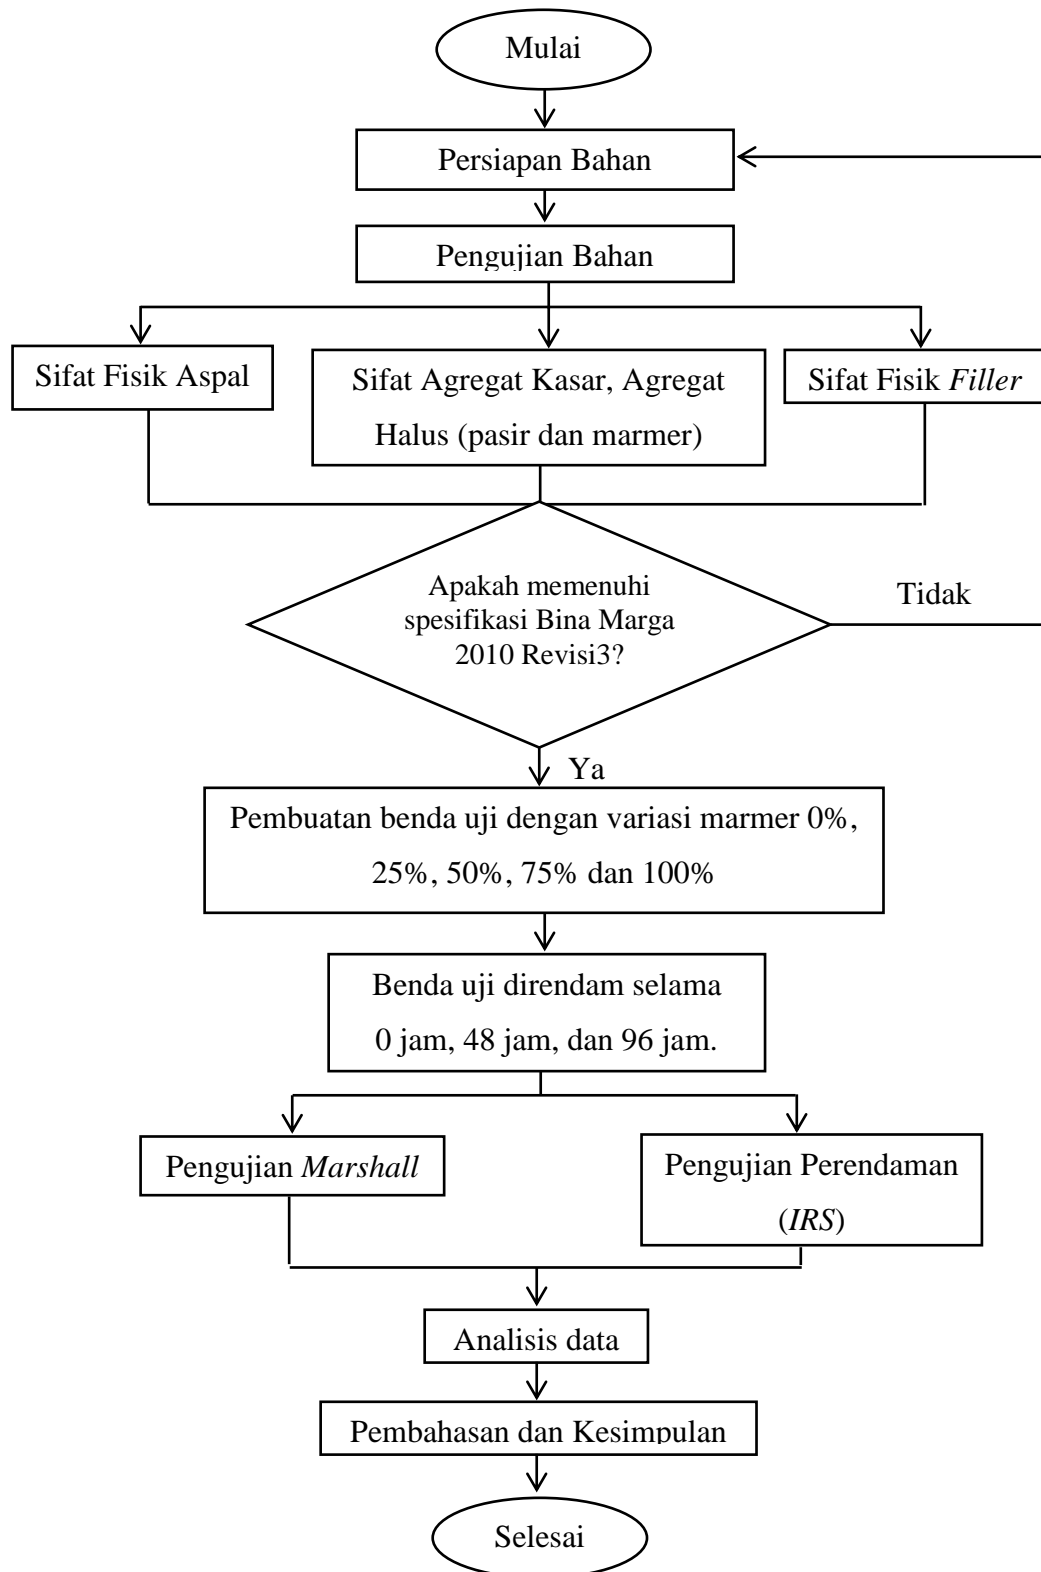 Mulai
Persiapan Bahan
Pengujian Bahan
Sifat Fisik Aspal
Sifat Agregat Kasar, Agregat
Halus (pasir dan marmer)
Sifat Fisik Filler
Apakah memenuhi
spesifikasi Bina Marga
2010 Revisi3?
Tidak
Ya
Pembuatan benda uji dengan variasi marmer 0%,
25%, 50%, 75% dan 100%
Benda uji direndam selama
0 jam, 48 jam, dan 96 jam.
Pengujian Marshall
Pengujian Perendaman
(IRS)
Analisis data
Pembahasan dan Kesimpulan
Selesai